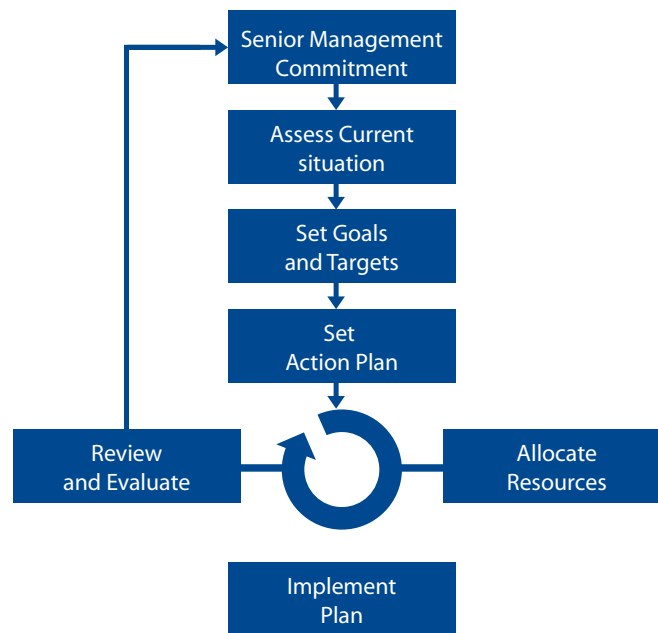 Senior Management
Commitment
Assess Current
situation
Set Goals
and Targets
Set
Action Plan
Review
and Evaluate
Allocate
Resources
Implement
Plan